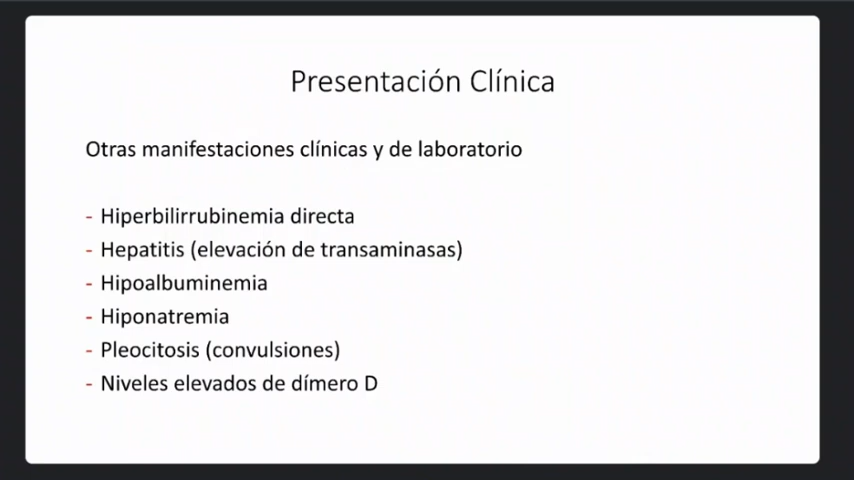 Presentación Clínica
Otras manifestaciones clínicas y de laboratorio
- Hiperbilirrubinemia directa
- Hepatitis (elevación de transaminasas)
- Hipoalbuminemia
- Hiponatremia
- Pleocitosis (convulsiones)
- Niveles elevados de dímero D